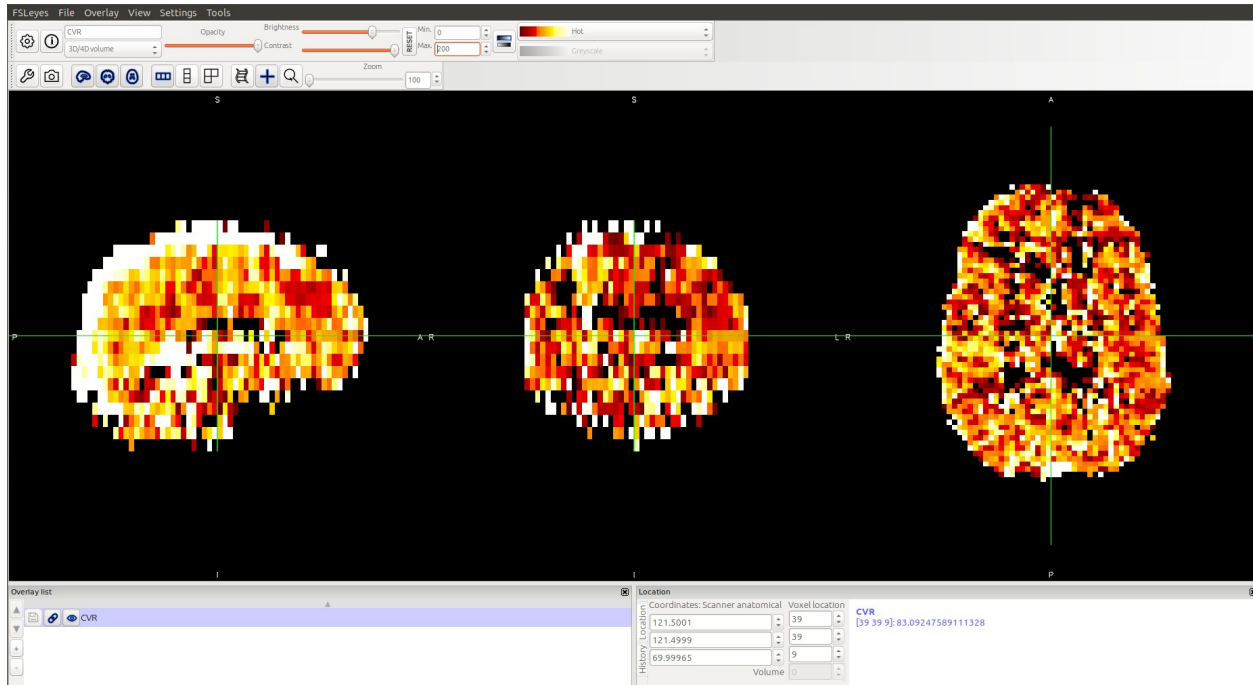 FSLeyes File Overlay View Settings Tools
CVR
3D/4D volume
Opacity
Brightness
Contrast
RESET
Min. 0
Max. 200
Hot
Greyscale
Zoom
100
S S A
P A R L R
I I P
Overlay list
CVR
Location
History Location
Coordinates: Scanner anatomical Voxel location
121.5001 39
121.4999 39
69.99965 9
Volume 0
CVR
[39 39 9]: 83.09247589111328